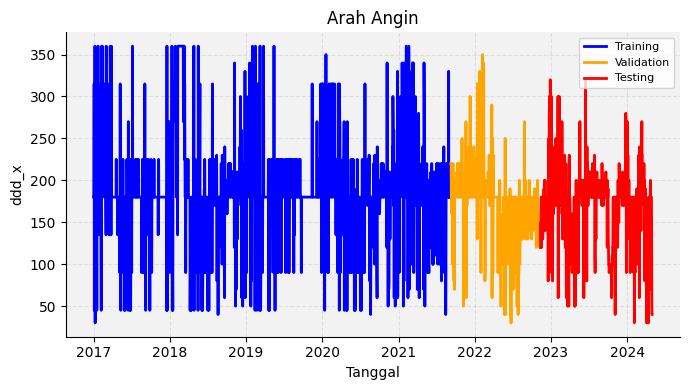 Arah Angin
Training
Validation
Testing
ddd_x
350
300
250
200
150
100
50
2017 2018 2019 2020 2021 2022 2023 2024
Tanggal